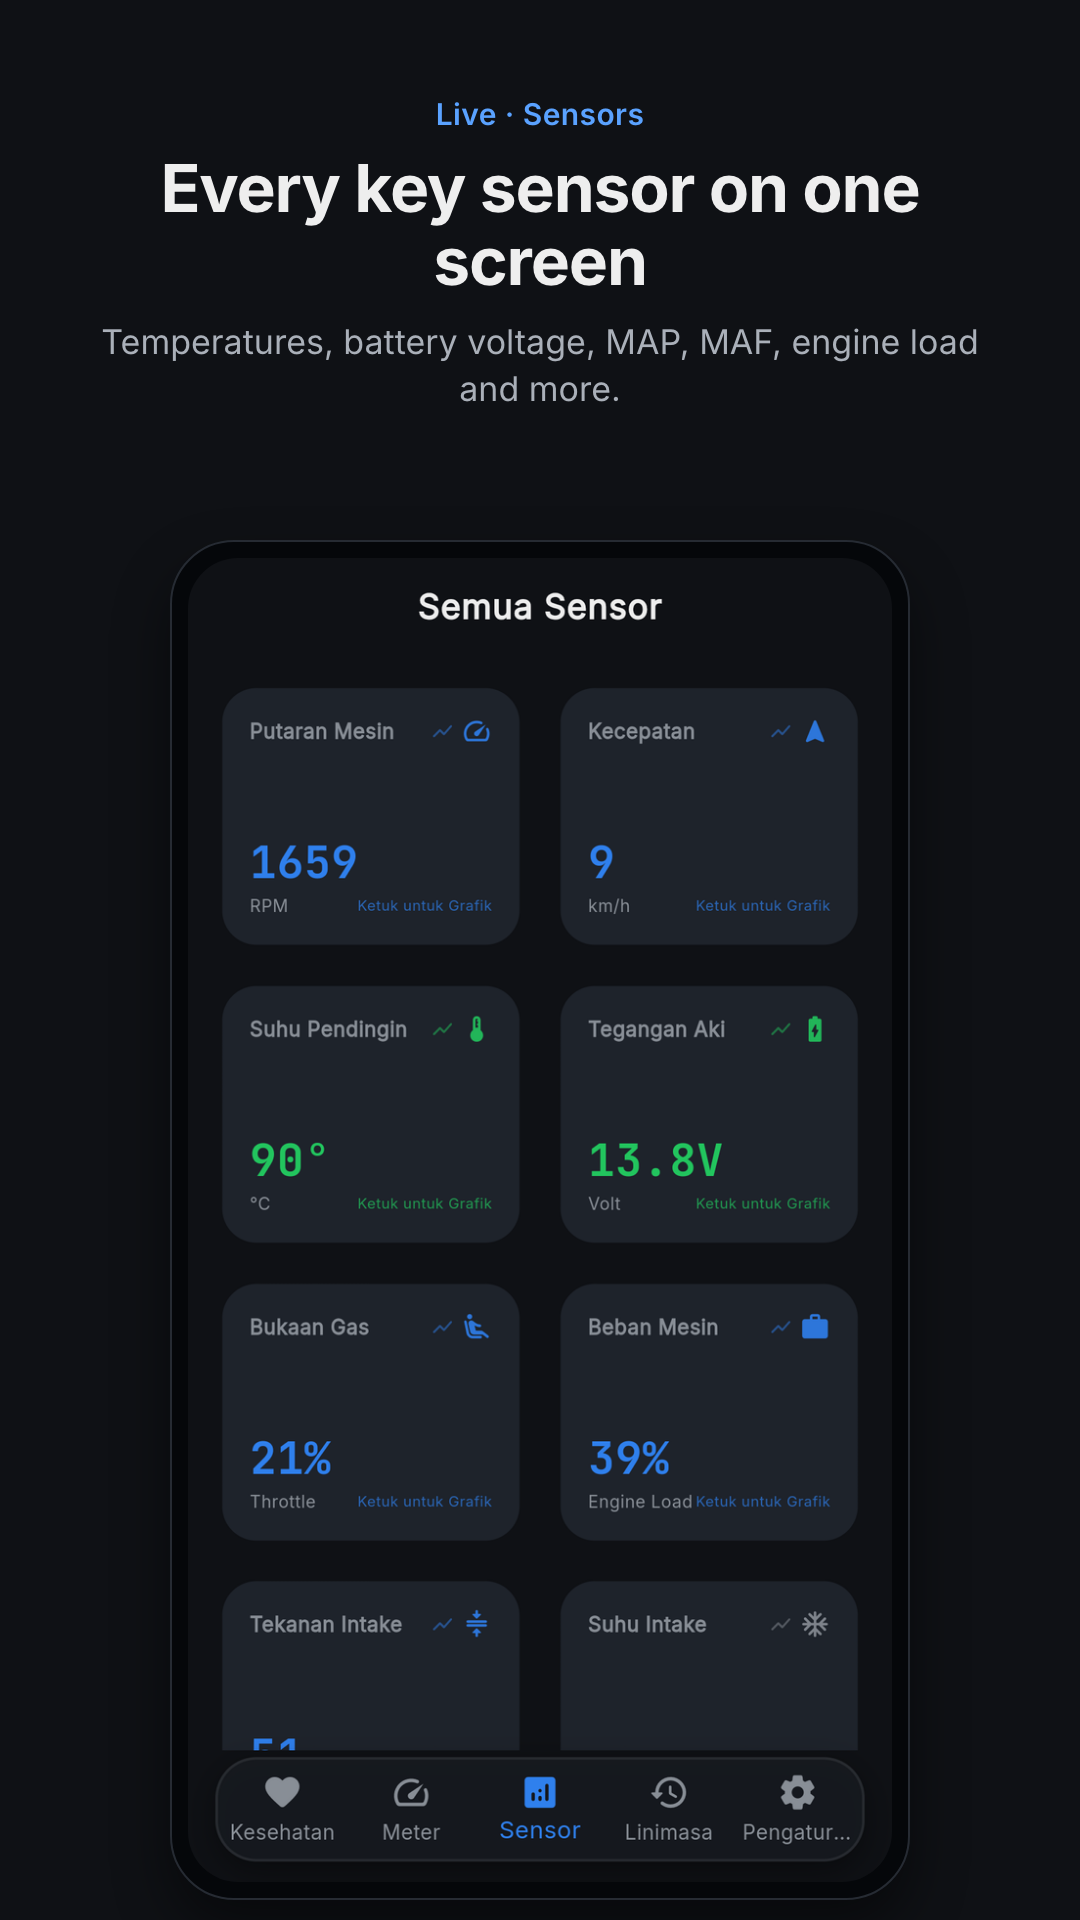 Live · Sensors
Every key sensor on one
screen
Temperatures, battery voltage, MAP, MAF, engine load
and more.
Semua Sensor
Putaran Mesin
1659
RPM
Ketuk untuk Grafik
Kecepatan
9
km/h
Ketuk untuk Grafik
Suhu Pendingin
90°
°C
Ketuk untuk Grafik
Tegangan Aki
13.8V
Volt
Ketuk untuk Grafik
Bukaan Gas
21%
Throttle
Ketuk untuk Grafik
Beban Mesin
39%
Engine Load
Ketuk untuk Grafik
Tekanan Intake
51
Suhu Intake
Kesehatan
Meter
Sensor
Linimasa
Pengatur...